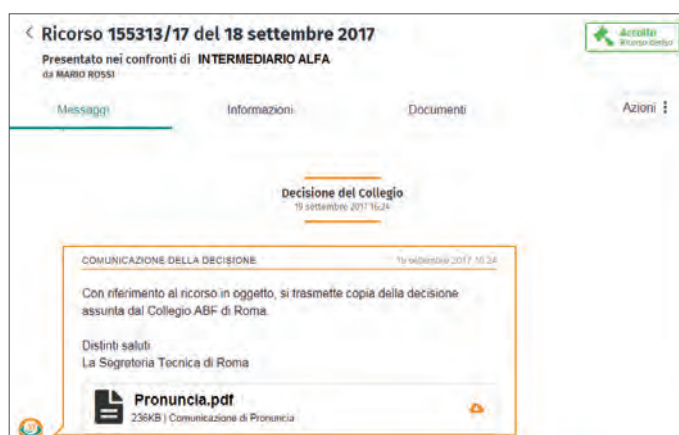 < Ricorso 155313/17 del 18 settembre 2017
Accolto
Ricorso deciso
Presentato nei confronti di INTERMEDIARIO ALFA
da MARIO ROSSI
Messaggi Informazioni Documenti Azioni
Decisione del Collegio
19 settembre 2017 16:24
COMUNICAZIONE DELLA DECISIONE 19 settembre 2017 16:24
Con riferimento al ricorso in oggetto, si trasmette copia della decisione
assunta dal Collegio ABF di Roma.
Distinti saluti
La Segreteria Tecnica di Roma
Pronuncia.pdf
236KB | Comunicazione di Pronuncia